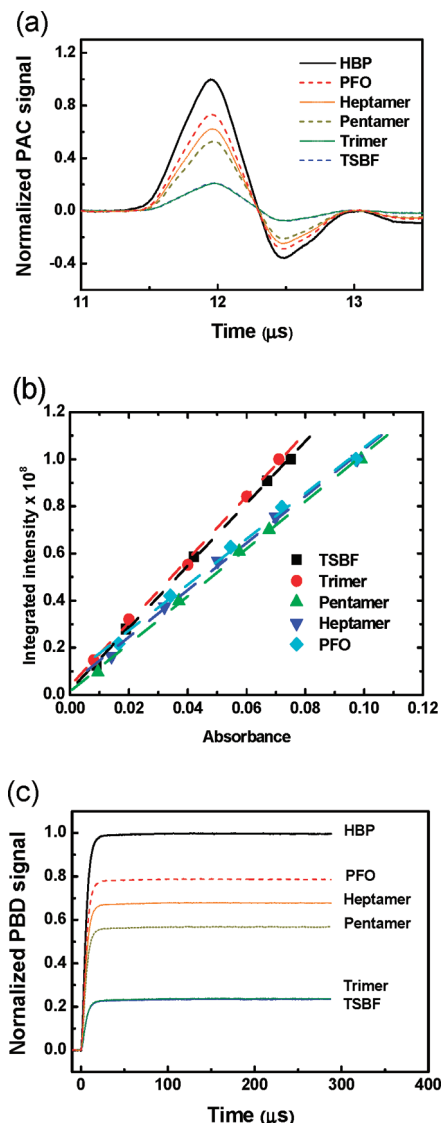 (a)
Normalized PAC signal
1.0
0.8
0.4
0.0
-0.4
11
12
13
Time (μs)
HBP
PFO
Heptamer
Pentamer
Trimer
TSBF
(b)
Integrated intensity x 10⁸
1.0
1.0
0.8
0.6
0.4
0.2
0.0
0.00
0.02
0.04
0.06
0.08
0.10
0.12
Absorbance
TSBF
Trimer
Pentamer
Heptamer
PFO
(c)
Normalized PBD signal
1.0
0.8
0.6
0.4
0.2
0.0
0
100
200
300
400
Time (μs)
HBP
PFO
Heptamer
Pentamer
Trimer
TSBF